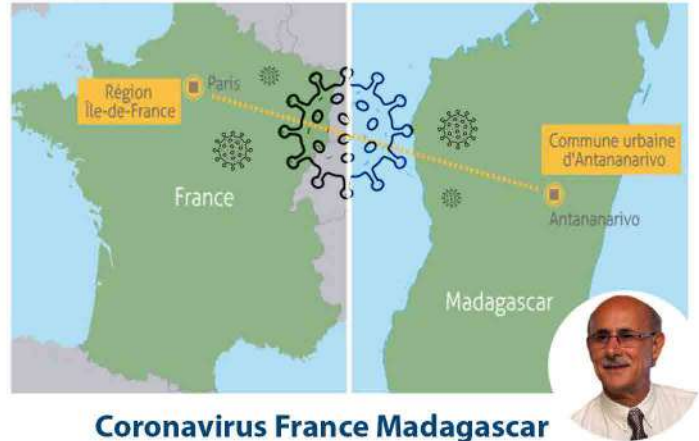 Région
Île-de-France
Paris
France
Commune urbaine
d'Antananarivo
Antananarivo
Madagascar
Coronavirus France Madagascar